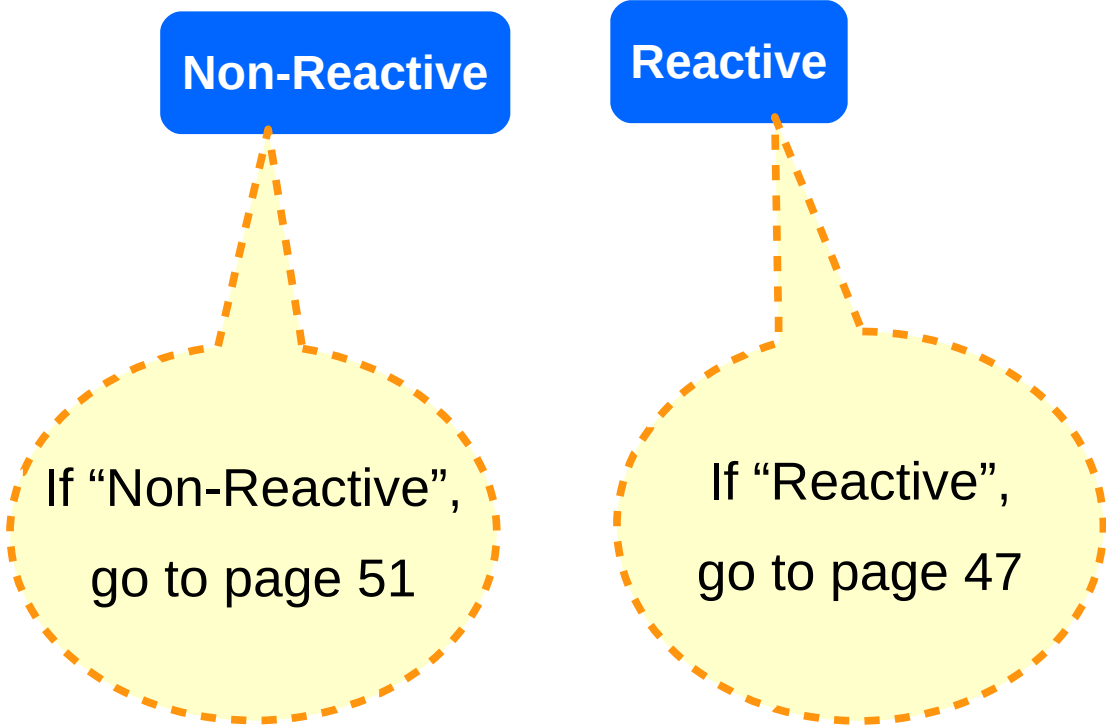 Non-Reactive
Reactive
If “Non-Reactive”,
go to page 51
If “Reactive”,
go to page 47